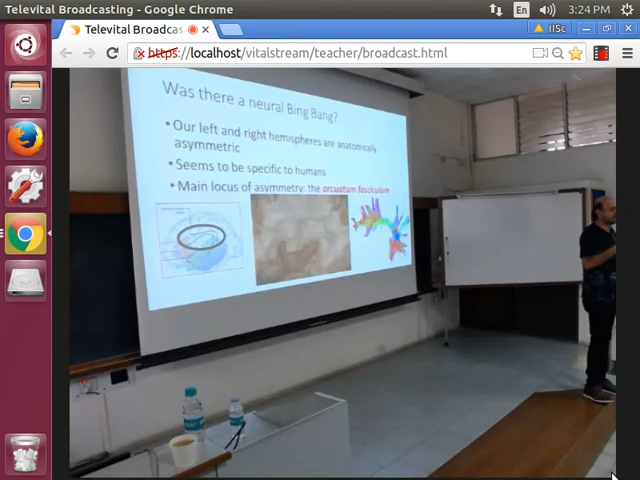 Televital Broadcasting - Google Chrome
En
3:24 PM
Televital Broadcas
IISc
https://localhost/vitalstream/teacher/broadcast.html
Was there a neural Bing Bang?
• Our left and right hemispheres are anatomically
asymmetric
• Seems to be specific to humans
• Main locus of asymmetry: the arcuatum fasciculum